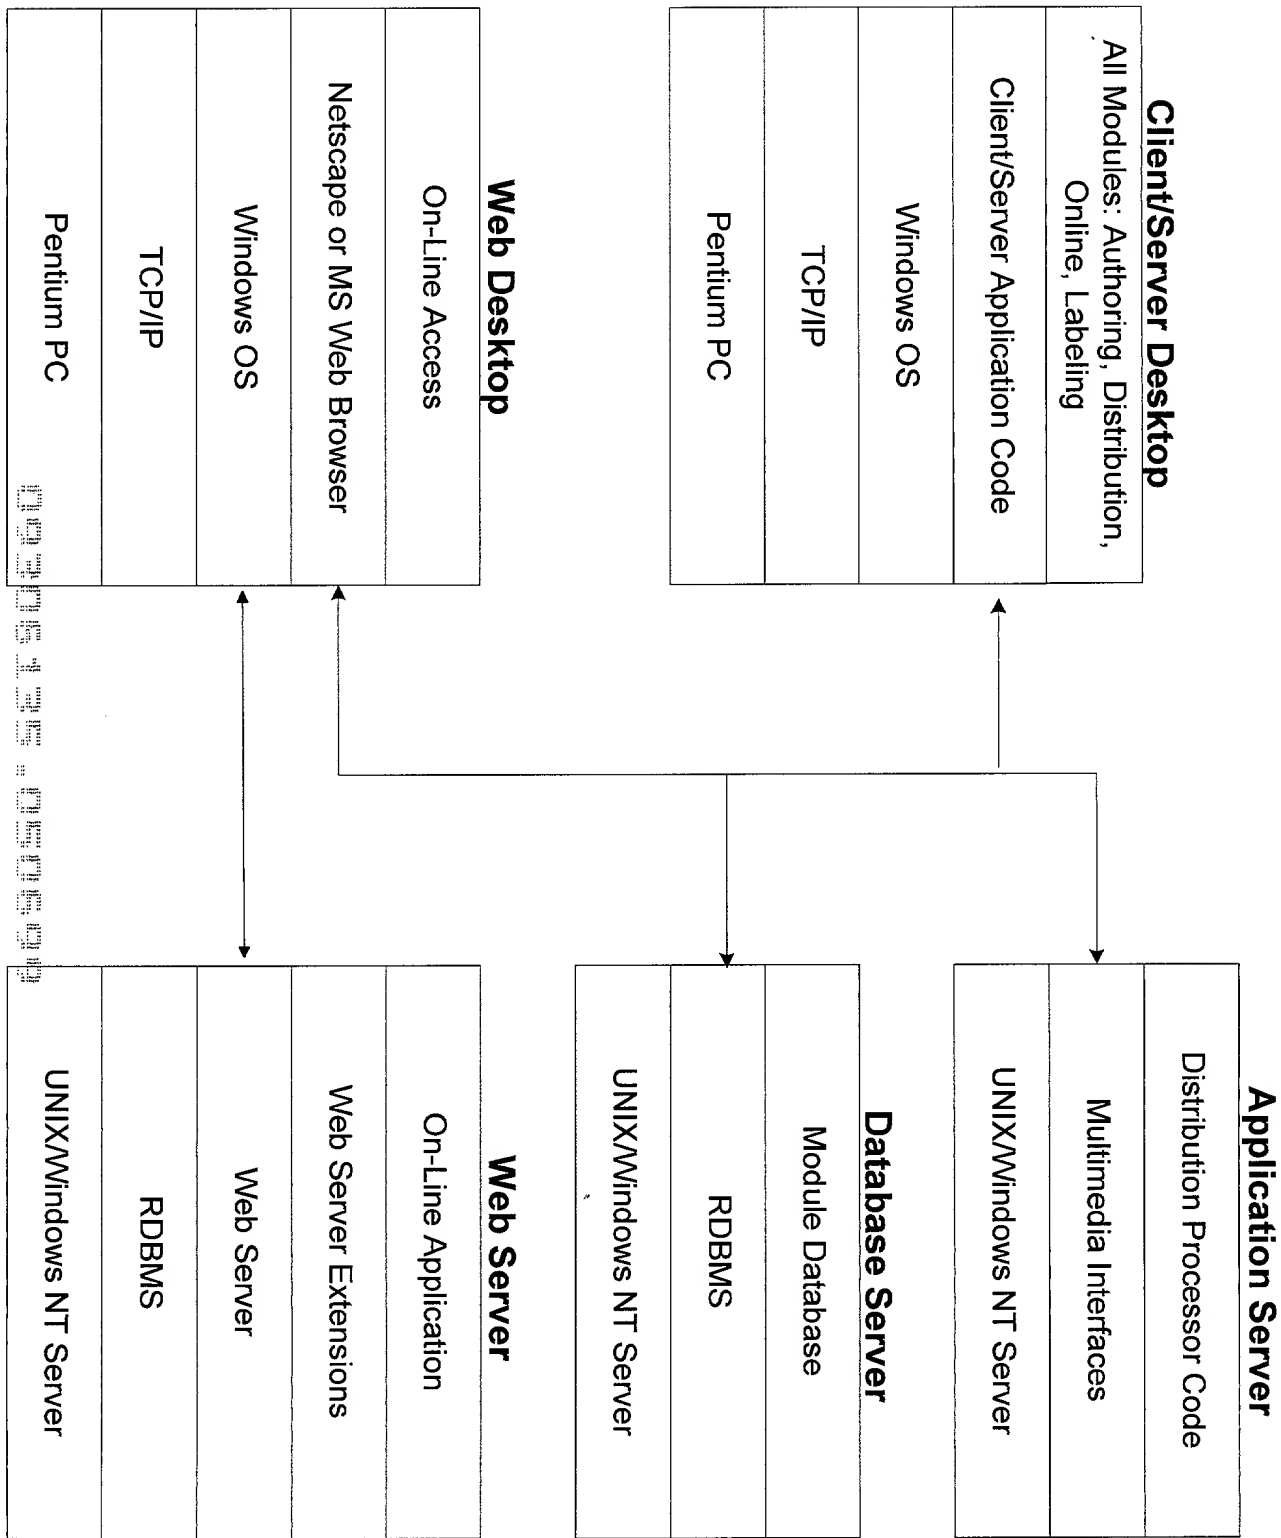 Client/Server Desktop
All Modules: Authoring, Distribution,
Online, Labeling
Client/Server Application Code
Windows OS
TCP/IP
Pentium PC
Web Desktop
On-Line Access
Netscape or MS Web Browser
Windows OS
TCP/IP
Pentium PC
Application Server
Distribution Processor Code
Multimedia Interfaces
UNIX/Windows NT Server
Database Server
Module Database
RDBMS
UNIX/Windows NT Server
Web Server
On-Line Application
Web Server Extensions
Web Server
RDBMS
UNIX/Windows NT Server
09306135.050699